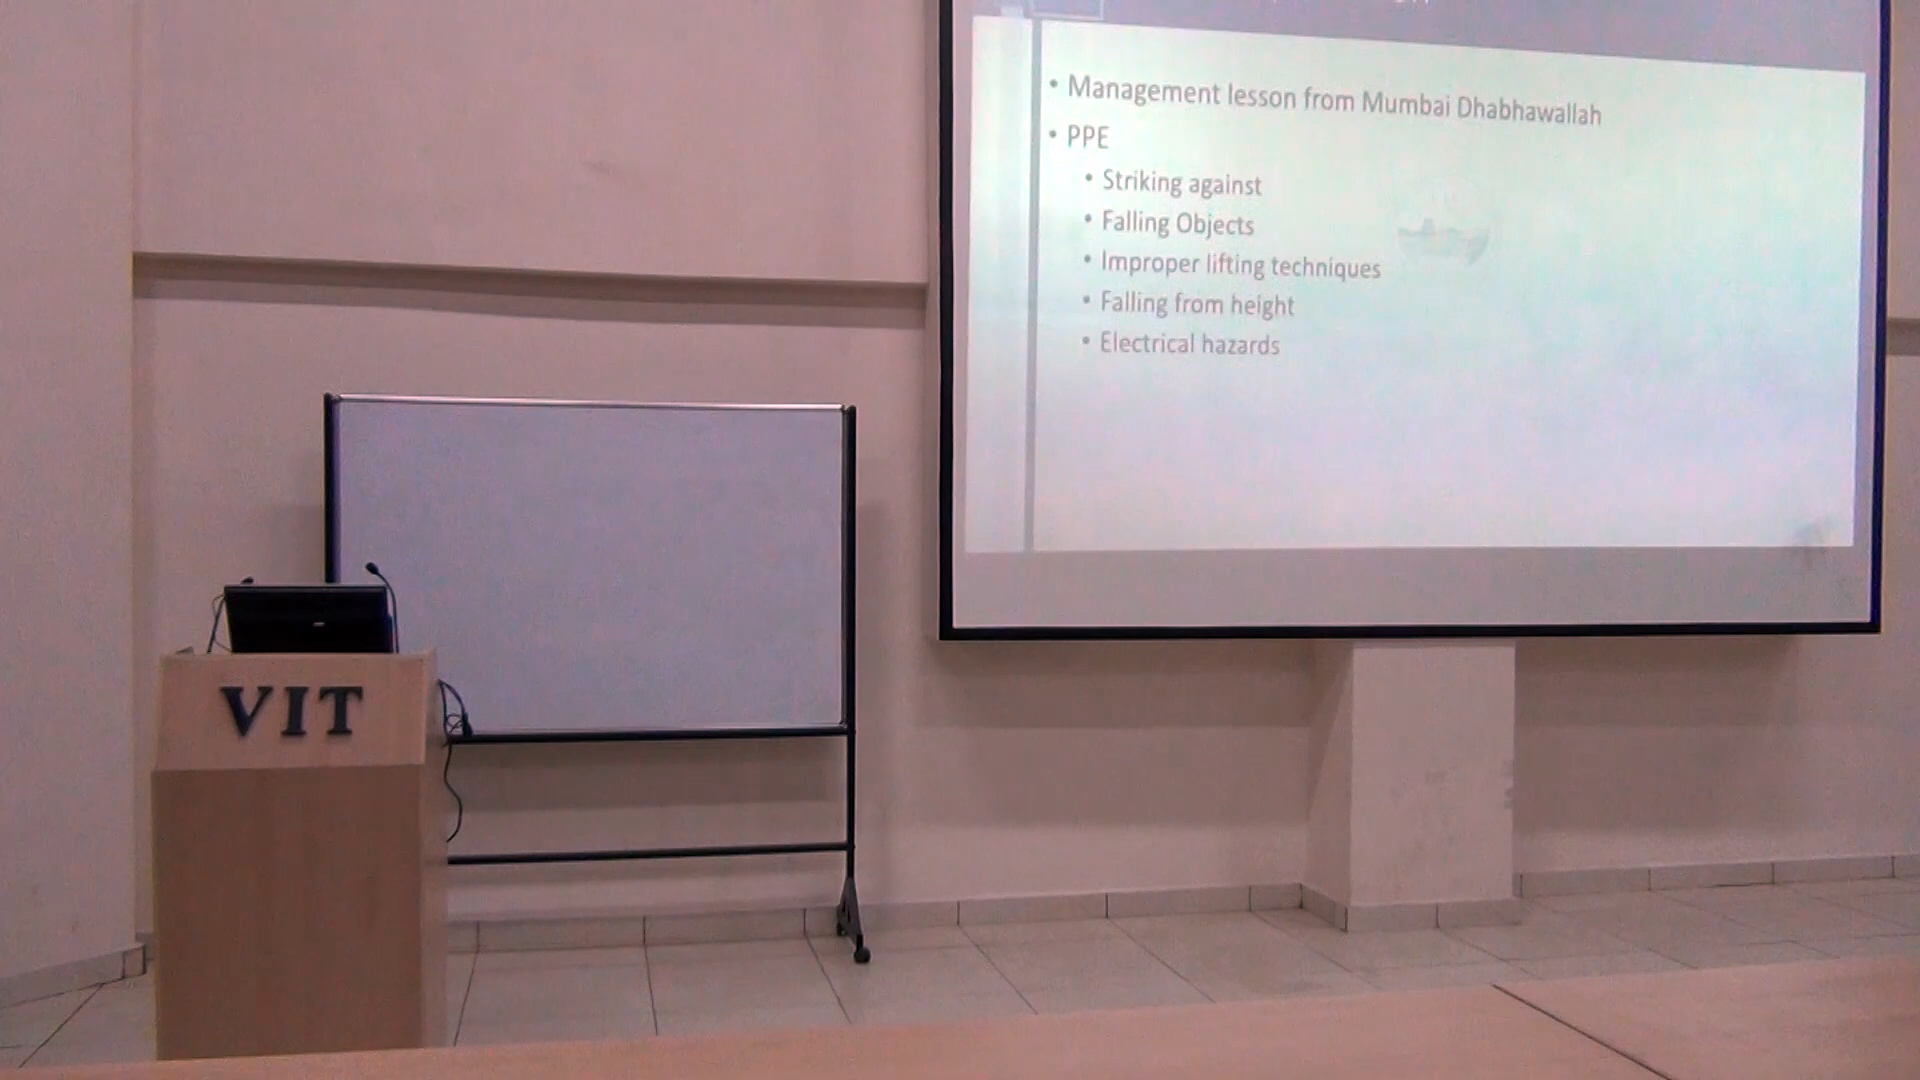 • Management lesson from Mumbai Dhabhawallah
• PPE
• Striking against
• Falling Objects
• Improper lifting techniques
• Falling from height
• Electrical hazards
VIT